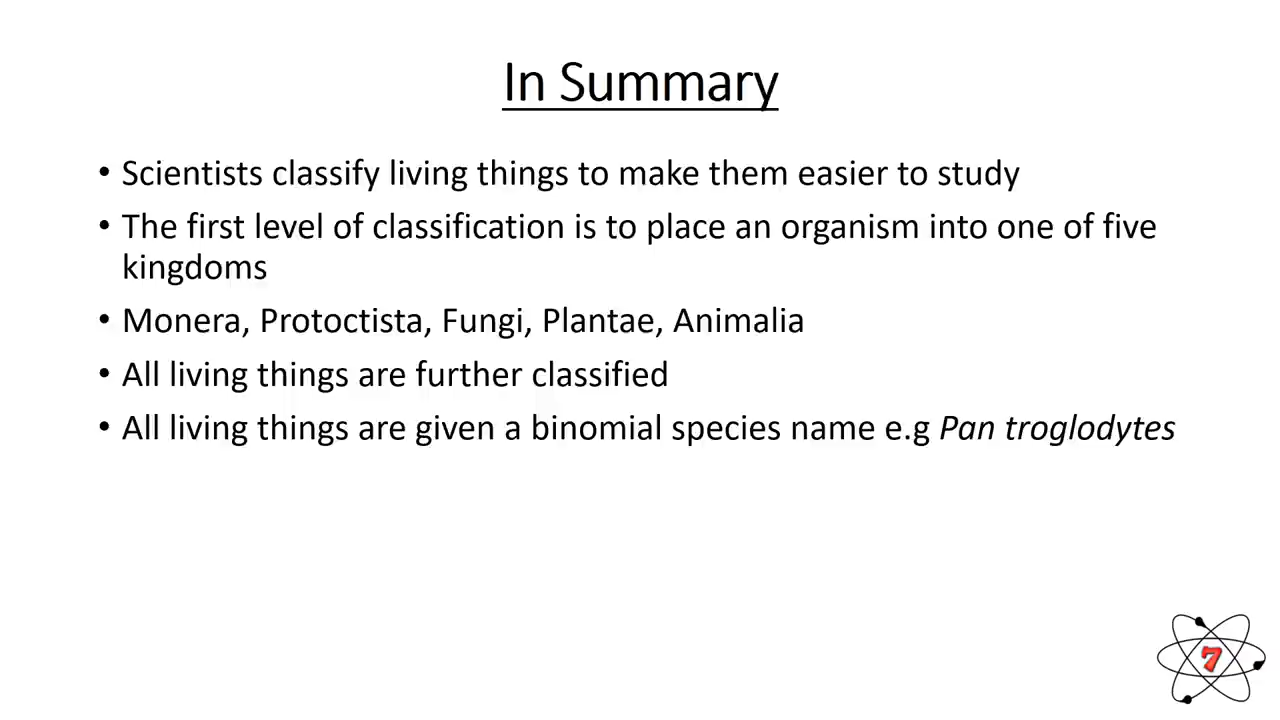 In Summary
• Scientists classify living things to make them easier to study
• The first level of classification is to place an organism into one of five
kingdoms
• Monera, Protoctista, Fungi, Plantae, Animalia
• All living things are further classified
• All living things are given a binomial species name e.g Pan troglodytes
7